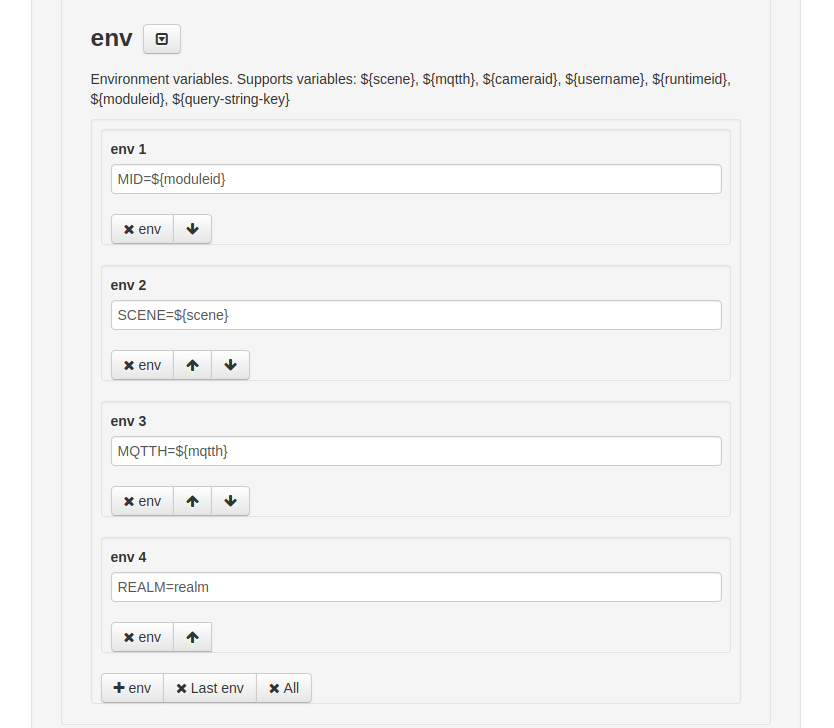 env
Environment variables. Supports variables: ${scene}, ${mqtth}, ${cameraid}, ${username}, ${runtimeid},
${moduleid}, ${query-string-key}
env 1
MID=${moduleid}
env
env 2
SCENE=${scene}
env
env 3
MQTTH=${mqtth}
env
env 4
REALM=realm
env
env Last env All